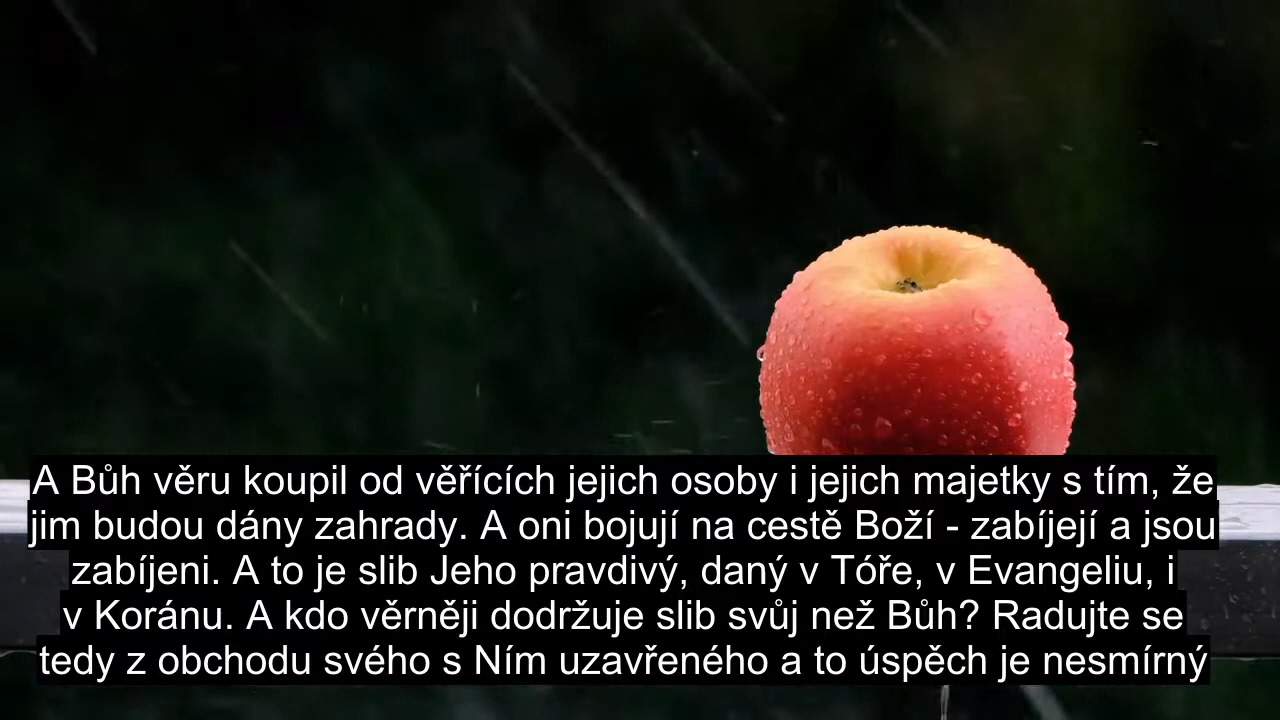 A Bůh věru koupil od věřících jejich osoby i jejich majetky s tím, že
jim budou dány zahrady. A oni bojují na cestě Boží - zabíjejí a jsou
zabíjeni. A to je slib Jeho pravdivý, daný v Tóře, v Evangeliu, i
v Koránu. A kdo věrněji dodržuje slib svůj než Bůh? Radujte se
tedy z obchodu svého s Ním uzavřeného a to úspěch je nesmírný